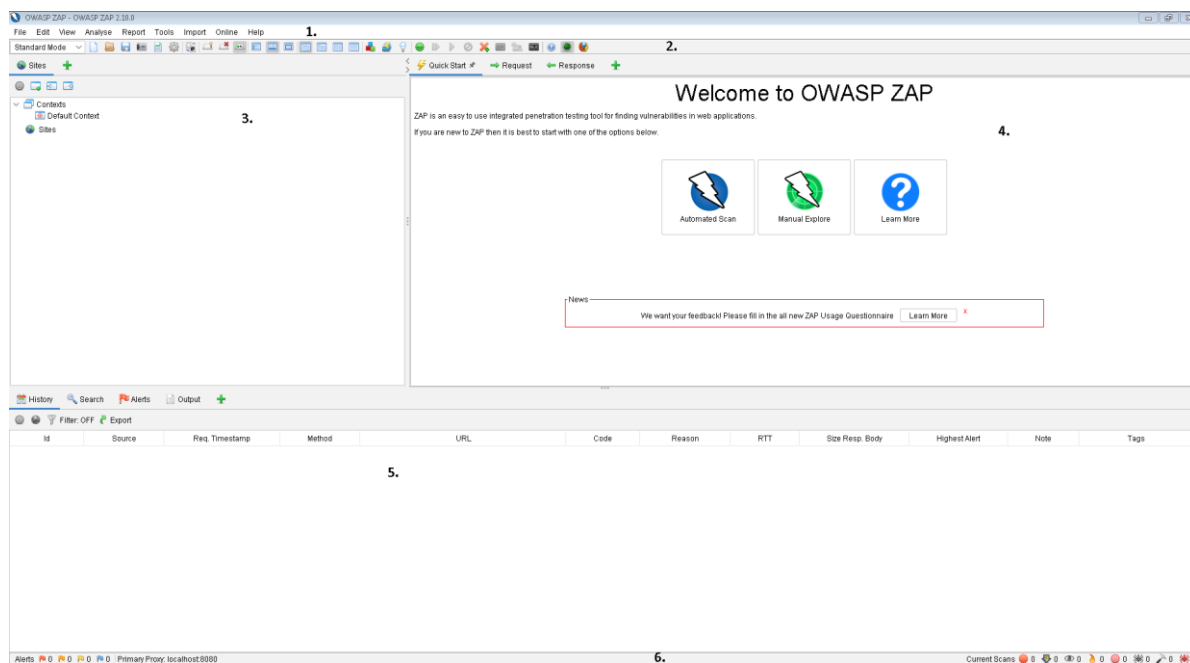 OWASP ZAP - OWASP ZAP 2.10.0
File Edit View Analyse Report Tools Import Online Help
1.
Standard Mode
2.
Sites
Quick Start
Request
Response
Contexts
Default Context
Sites
3.
Welcome to OWASP ZAP
ZAP is an easy to use integrated penetration testing tool for finding vulnerabilities in web applications.
If you are new to ZAP then it is best to start with one of the options below.
4.
Automated Scan
Manual Explore
Learn More
News
We want your feedback! Please fill in the all new ZAP Usage Questionnaire Learn More X
History Search Alerts Output
Filter: OFF Export
Id Source Req. Timestamp Method URL Code Reason RTT Size Resp. Body Highest Alert Note Tags
5.
Alerts 0 0 0 0 Primary Proxy: localhost:8080
6.
Current Scans 0 0 0 0 0 0 0